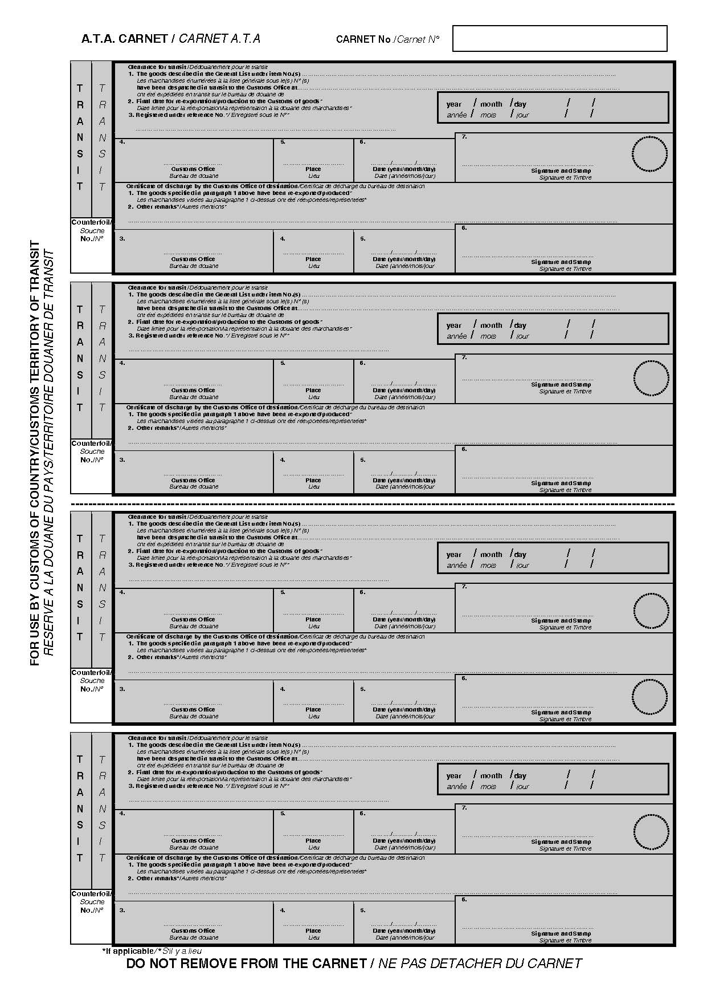 A.T.A. CARNET / CARNET A.T.A
CARNET No./Carnet N°
FOR USE BY CUSTOMS OF COUNTRY/CUSTOMS TERRITORY OF TRANSIT
RESERVE A LA DOUANE DU PAYS/TERRITOIRE DOUANER DE TRANSIT
TRANSIT
TRANSIT
Clearance for transit /Dédouanement pour le transit
1. The goods described in the General List under item No.(s)
Les marchandises énumérées à la liste générale sous le(s) N° (s)
have been despatched in transit to the Customs Office at
ont été expédiées en transit sur le bureau de douane de
2. Final date for re-exportation/production to the Customs of goods*
Date limite pour la réexportation/la représentation à la douane des marchandises*
year / month / day / /
année / mois / jour / /
3. Registered under reference No.*/ Enregistré sous le N°*
4. 5. 6. 7.
....../....../......
Customs Office Place Date (year/month/day) Signature and Stamp
Bureau de douane Lieu Date (année/mois/jour) Signature et Timbre
Certificate of discharge by the Customs Office of destination/Certificat de décharge du bureau de destination
1. The goods specified in paragraph 1 above have been re-exported/produced*
Les marchandises visées au paragraphe 1 ci-dessus ont été réexportées/représentées*
2. Other remarks*/Autres mentions*
Counterfoil/
Souche
No./N°
3. 4. 5. 6.
....../....../......
Customs Office Place Date (year/month/day) Signature and Stamp
Bureau de douane Lieu Date (année/mois/jour Signature et Timbre
TRANSIT
TRANSIT
Clearance for transit /Dédouanement pour le transit
1. The goods described in the General List under item No.(s)
Les marchandises énumérées à la liste générale sous le(s) N° (s)
have been despatched in transit to the Customs Office at
ont été expédiées en transit sur le bureau de douane de
2. Final date for re-exportation/production to the Customs of goods*
Date limite pour la réexportation/la représentation à la douane des marchandises*
year / month / day / /
année / mois / jour / /
3. Registered under reference No.*/ Enregistré sous le N°*
4. 5. 6. 7.
....../....../......
Customs Office Place Date (year/month/day) Signature and Stamp
Bureau de douane Lieu Date (année/mois/jour) Signature et Timbre
Certificate of discharge by the Customs Office of destination/Certificat de décharge du bureau de destination
1. The goods specified in paragraph 1 above have been re-exported/produced*
Les marchandises visées au paragraphe 1 ci-dessus ont été réexportées/représentées*
2. Other remarks*/Autres mentions*
Counterfoil/
Souche
No./N°
3. 4. 5. 6.
....../....../......
Customs Office Place Date (year/month/day) Signature and Stamp
Bureau de douane Lieu Date (année/mois/jour Signature et Timbre
TRANSIT
TRANSIT
Clearance for transit /Dédouanement pour le transit
1. The goods described in the General List under item No.(s)
Les marchandises énumérées à la liste générale sous le(s) N° (s)
have been despatched in transit to the Customs Office at
ont été expédiées en transit sur le bureau de douane de
2. Final date for re-exportation/production to the Customs of goods*
Date limite pour la réexportation/la représentation à la douane des marchandises*
year / month / day / /
année / mois / jour / /
3. Registered under reference No.*/ Enregistré sous le N°*
4. 5. 6. 7.
....../....../......
Customs Office Place Date (year/month/day) Signature and Stamp
Bureau de douane Lieu Date (année/mois/jour) Signature et Timbre
Certificate of discharge by the Customs Office of destination/Certificat de décharge du bureau de destination
1. The goods specified in paragraph 1 above have been re-exported/produced*
Les marchandises visées au paragraphe 1 ci-dessus ont été réexportées/représentées*
2. Other remarks*/Autres mentions*
Counterfoil/
Souche
No./N°
3. 4. 5. 6.
....../....../......
Customs Office Place Date (year/month/day) Signature and Stamp
Bureau de douane Lieu Date (année/mois/jour Signature et Timbre
TRANSIT
TRANSIT
Clearance for transit /Dédouanement pour le transit
1. The goods described in the General List under item No.(s)
Les marchandises énumérées à la liste générale sous le(s) N° (s)
have been despatched in transit to the Customs Office at
ont été expédiées en transit sur le bureau de douane de
2. Final date for re-exportation/production to the Customs of goods*
Date limite pour la réexportation/la représentation à la douane des marchandises*
year / month / day / /
année / mois / jour / /
3. Registered under reference No.*/ Enregistré sous le N°*
4. 5. 6. 7.
....../....../......
Customs Office Place Date (year/month/day) Signature and Stamp
Bureau de douane Lieu Date (année/mois/jour) Signature et Timbre
Certificate of discharge by the Customs Office of destination/Certificat de décharge du bureau de destination
1. The goods specified in paragraph 1 above have been re-exported/produced*
Les marchandises visées au paragraphe 1 ci-dessus ont été réexportées/représentées*
2. Other remarks*/Autres mentions*
Counterfoil/
Souche
No./N°
3. 4. 5. 6.
....../....../......
Customs Office Place Date (year/month/day) Signature and Stamp
Bureau de douane Lieu Date (année/mois/jour Signature et Timbre
*If applicable/* S'il y a lieu
DO NOT REMOVE FROM THE CARNET / NE PAS DETACHER DU CARNET